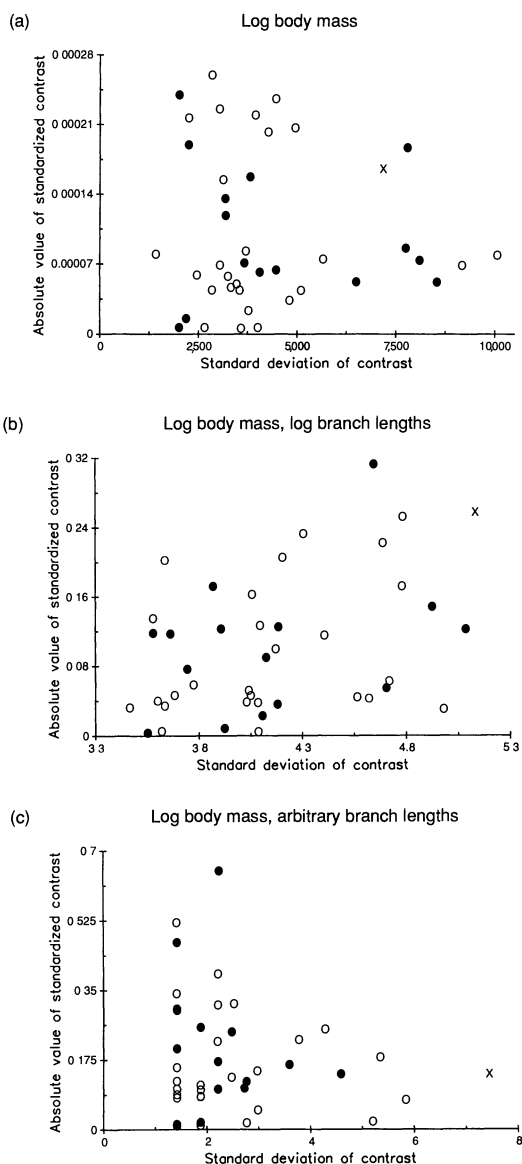 (a) Log body mass
Absolute value of standardized contrast
0 00028
0 00021
0 00014
0 00007
0
0 2,500 5,000 7,500 10,000
Standard deviation of contrast
X
(b) Log body mass, log branch lengths
Absolute value of standardized contrast
0 32
0 24
0 16
0 08
0
3 3 3 8 4 3 4 8 5 3
Standard deviation of contrast
X
(c) Log body mass, arbitrary branch lengths
Absolute value of standardized contrast
0 7
0 525
0 35
0 175
0
0 2 4 6 8
Standard deviation of contrast
X